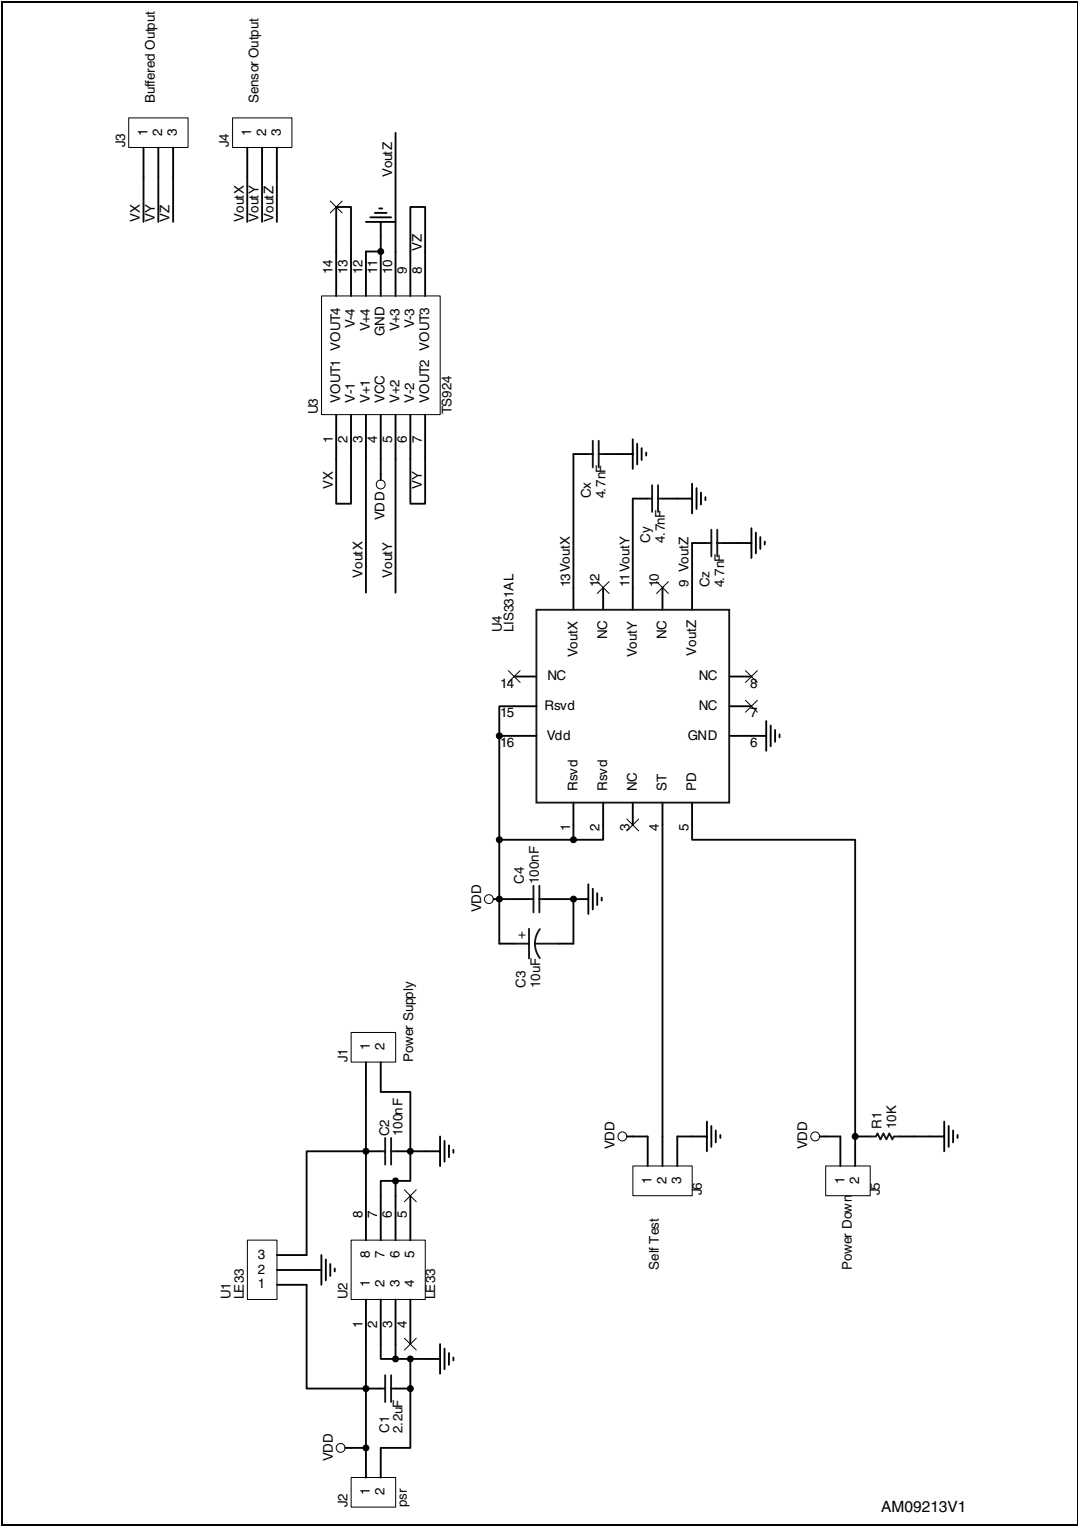 J3
1
2
3
Buffered Output
VX
VY
VZ
J4
1
2
3
Sensor Output
VoutX
VoutY
VoutZ
U3
TS924
VOUT1
V-1
V+1
VCC
V+2
V-2
VOUT2
VOUT4
V-4
V+4
GND
V+3
V-3
VOUT3
1
2
3
4
5
6
7
14
13
12
11
10
9
8
VX
VDD
VY
VoutX
VoutY
VoutZ
VZ
U4
LIS331AL
VoutX
NC
VoutY
NC
VoutZ
NC
Rsvd
Vdd
NC
NC
GND
Rsvd
Rsvd
NC
ST
PD
13 VoutX
12
11 VoutY
10
9 VoutZ
14
15
16
8
7
6
1
2
3
4
5
Cx
4.7nF
Cy
4.7nF
Cz
4.7nF
VDD
C4
100nF
+
C3
10uF
J1
1
2
Power Supply
C2
100nF
U1
LE33
3
2
1
U2
LE33
1
2
3
4
8
7
6
5
1
2
3
4
8
7
6
5
C1
2.2uF
VDD
J2
1
2
psr
VDD
1
2
3
J6
Self Test
VDD
1
2
J5
Power Down
R1
10K
AM09213V1